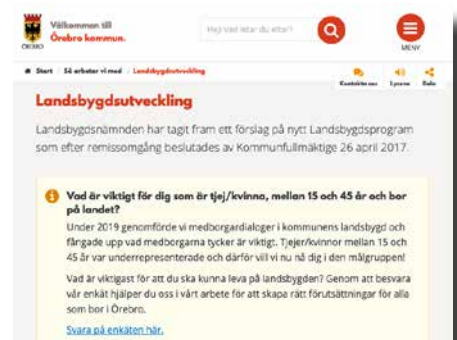 Välkommen till
Örebro kommun.
Hej! Vad letar du efter?
ÖREBRO
MENY
Start / Så arbetar vi med / Landsbygdsutveckling
Kontakta oss Lyssna Dela
Landsbygdsutveckling
Landsbygdsnämnden har tagit fram ett förslag på nytt Landsbygdsprogram
som efter remissomgång beslutades av Kommunfullmäktige 26 april 2017.
Vad är viktigt för dig som är tjej/kvinna, mellan 15 och 45 år och bor
på landet?
Under 2019 genomförde vi medborgardialoger i kommunens landsbygd och
fångade upp vad medborgarna tycker är viktigt. Tjejer/kvinnor mellan 15 och
45 år var underrepresenterade och därför vill vi nu nå dig i den målgruppen!
Vad är viktigast för att du ska kunna leva på landsbygden? Genom att besvara
vår enkät hjälper du oss i vårt arbete för att skapa rätt förutsättningar för alla
som bor i Örebro.
Svara på enkäten här.